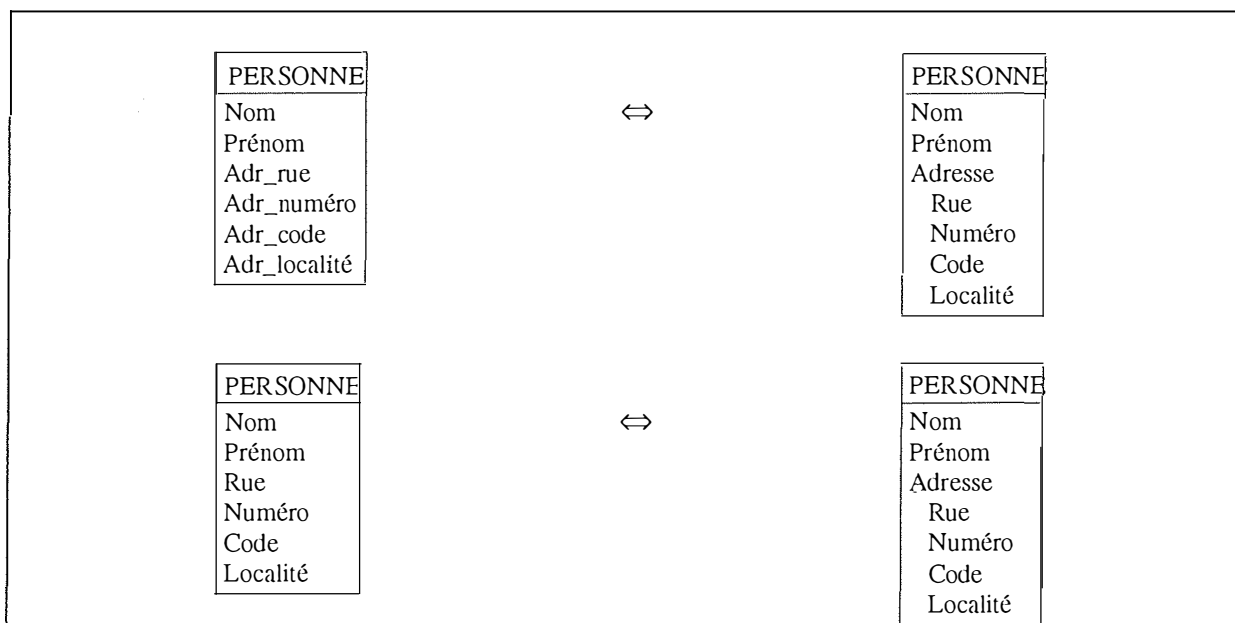 PERSONNE
Nom
Prénom
Adr_rue
Adr_numéro
Adr_code
Adr_localité
⇔
PERSONNE
Nom
Prénom
Adresse
Rue
Numéro
Code
Localité
PERSONNE
Nom
Prénom
Rue
Numéro
Code
Localité
⇔
PERSONNE
Nom
Prénom
Adresse
Rue
Numéro
Code
Localité